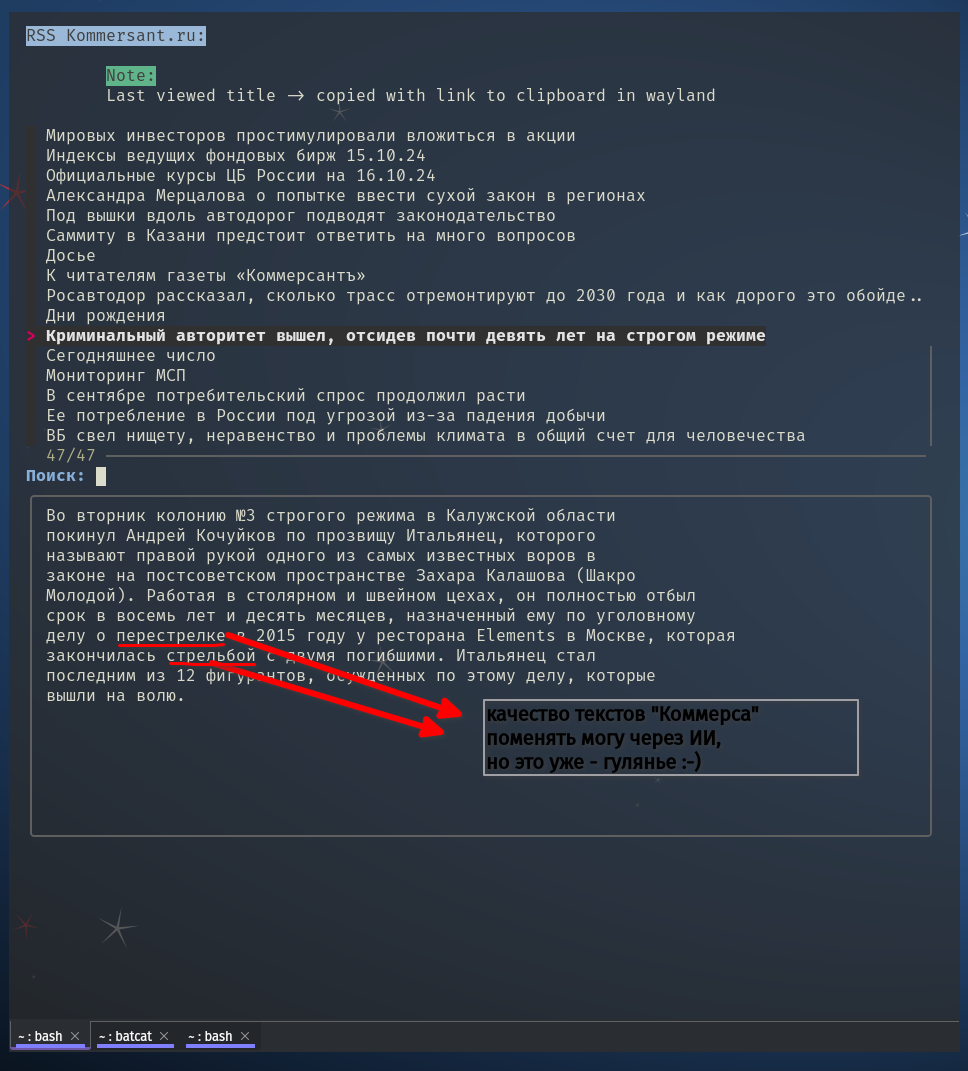 RSS Kommersant.ru:
Note:
Last viewed title —> copied with link to clipboard in wayland
Мировых инвесторов простимулировали вложиться в акции
Индексы ведущих фондовых бирж 15.10.24
Официальные курсы ЦБ России на 16.10.24
Александра Мерцалова о попытке ввести сухой закон в регионах
Под вышки вдоль автодорог подводят законодательство
Саммиту в Казани предстоит ответить на много вопросов
Досье
К читателям газеты «Коммерсантъ»
Росавтодор рассказал, сколько трасс отремонтируют до 2030 года и как дорого это обойде..
Дни рождения
> Криминальный авторитет вышел, отсидев почти девять лет на строгом режиме
Сегодняшнее число
Мониторинг МСП
В сентябре потребительский спрос продолжил расти
Ее потребление в России под угрозой из-за падения добычи
ВБ свел нищету, неравенство и проблемы климата в общий счет для человечества
47/47
Поиск:
Во вторник колонию №3 строгого режима в Калужской области
покинул Андрей Кочуйков по прозвищу Итальянец, которого
называют правой рукой одного из самых известных воров в
законе на постсоветском пространстве Захара Калашова (Шакро
Молодой). Работая в столярном и швейном цехах, он полностью отбыл
срок в восемь лет и десять месяцев, назначенный ему по уголовному
делу о перестрелке в 2015 году у ресторана Elements в Москве, которая
закончилась стрельбой с двумя погибшими. Итальянец стал
последним из 12 фигурантов, осужденных по этому делу, которые
вышли на волю.
качество текстов "Коммерса"
поменять могу через ИИ,
но это уже - гулянье :-)
~ : bash × ~ : batcat × ~ : bash ×